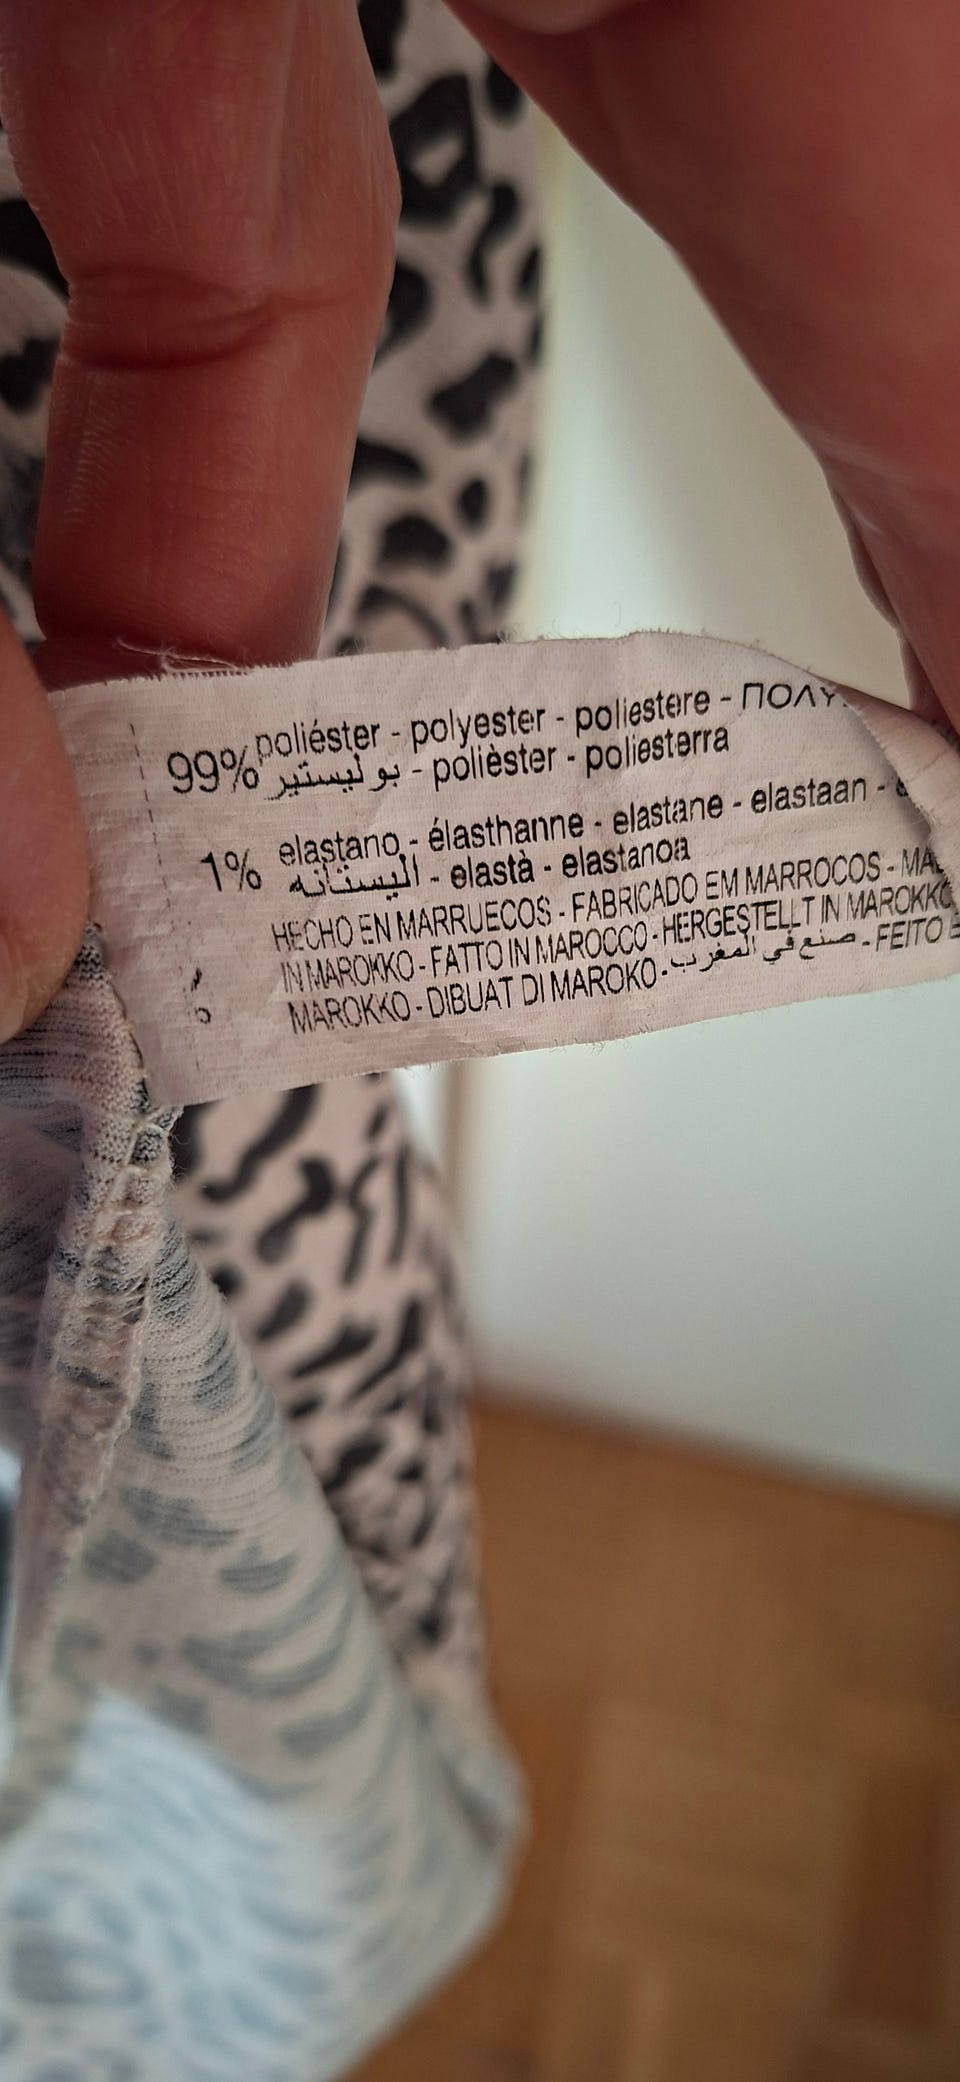 99% poliéster - polyester - poliestere - ΠΟΛΥ
بوليستير - polièster - poliesterra
1% elastano - élasthanne - elastane - elastaan -
اليستانه - elastà - elastanoa
HECHO EN MARRUECOS - FABRICADO EM MARROCOS -
IN MAROKKO - FATTO IN MAROCCO - HERGESTELLT IN MAROKKO
MAROKKO - DIBUAT DI MAROKO - صنع في المغرب - FEITO